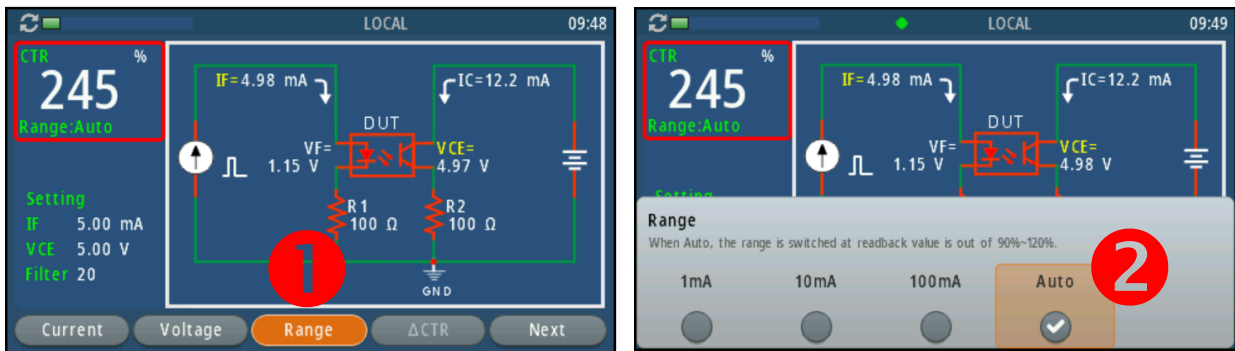 LOCAL 09:48
CTR %
245
Range:Auto
IF=4.98 mA
IC=12.2 mA
DUT
VF=
1.15 V
VCE=
4.97 V
R1
100 Ω
R2
100 Ω
GND
Setting
IF 5.00 mA
VCE 5.00 V
Filter 20
1
Current Voltage Range ΔCTR Next
LOCAL 09:49
CTR %
245
Range:Auto
IF=4.98 mA
IC=12.2 mA
DUT
VF=
1.15 V
VCE=
4.98 V
Setting
Range
When Auto, the range is switched at readback value is out of 90%~120%.
1mA 10mA 100mA Auto
2